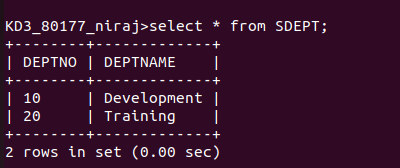 KD3_80177_niraj>select * from SDEPT;
+--------+-------------+
| DEPTNO | DEPTNAME    |
+--------+-------------+
| 10     | Development |
| 20     | Training    |
+--------+-------------+
2 rows in set (0.00 sec)